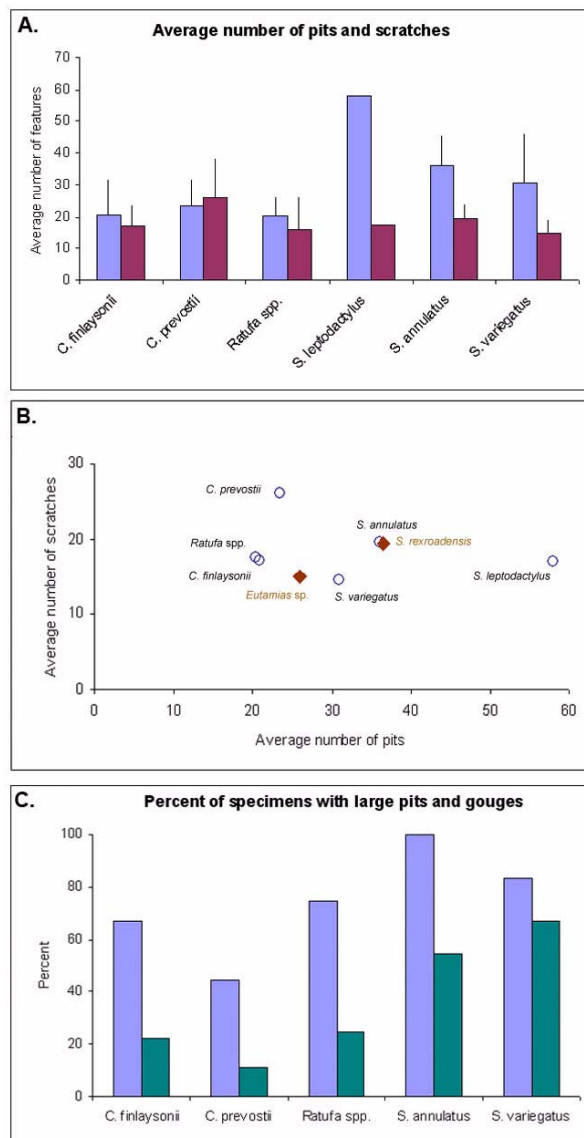 A.
Average number of pits and scratches
Average number of features
70
60
50
40
30
20
10
0
C. finlaysonii
C. prevostii
Ratufa spp.
S. leptodactylus
S. annulatus
S. variegatus
B.
Average number of scratches
30
20
10
0
C. prevostii
S. annulatus
S. rexroadensis
Ratufa spp.
C. finlaysonii
S. leptodactylus
Eutamias sp.
S. variegatus
0 10 20 30 40 50 60
Average number of pits
C.
Percent of specimens with large pits and gouges
Percent
100
80
60
40
20
0
C. finlaysonii C. prevostii Ratufa spp. S. annulatus S. variegatus